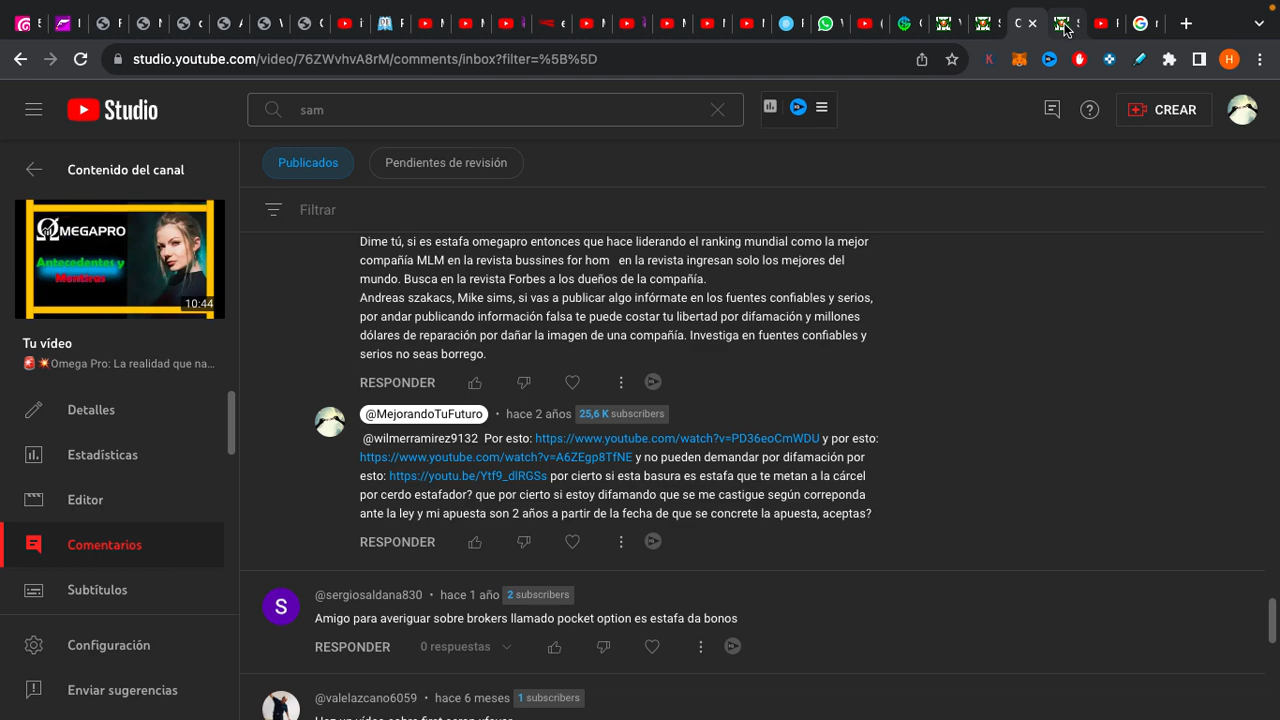 studio.youtube.com/video/76ZWvhvA8rM/comments/inbox?filter=%5B%5D
H
Studio
sam
CREAR
Contenido del canal
ΩMEGAPRO
Antecedentes y
Mentiras
10:44
Tu vídeo
🚨💥Omega Pro: La realidad que na...
Detalles
Estadísticas
Editor
Comentarios
Subtítulos
Configuración
Enviar sugerencias
Publicados
Pendientes de revisión
Filtrar
Dime tú, si es estafa omegapro entonces que hace liderando el ranking mundial como la mejor
compañía MLM en la revista bussines for hom en la revista ingresan solo los mejores del
mundo. Busca en la revista Forbes a los dueños de la compañía.
Andreas szakacs, Mike sims, si vas a publicar algo infórmate en los fuentes confiables y serios,
por andar publicando información falsa te puede costar tu libertad por difamación y millones
dólares de reparación por dañar la imagen de una compañía. Investiga en fuentes confiables y
serios no seas borrego.
RESPONDER
@MejorandoTuFuturo • hace 2 años 25,6 K subscribers
@wilmerramirez9132 Por esto: https://www.youtube.com/watch?v=PD36eoCmWDU y por esto:
https://www.youtube.com/watch?v=A6ZEgp8TfNE y no pueden demandar por difamación por
esto: https://youtu.be/Ytf9_dlRGSs por cierto si esta basura es estafa que te metan a la cárcel
por cerdo estafador? que por cierto si estoy difamando que se me castigue según correponda
ante la ley y mi apuesta son 2 años a partir de la fecha de que se concrete la apuesta, aceptas?
RESPONDER
S
@sergiosaldana830 • hace 1 año 2 subscribers
Amigo para averiguar sobre brokers llamado pocket option es estafa da bonos
RESPONDER 0 respuestas
@valelazcano6059 • hace 6 meses 1 subscribers